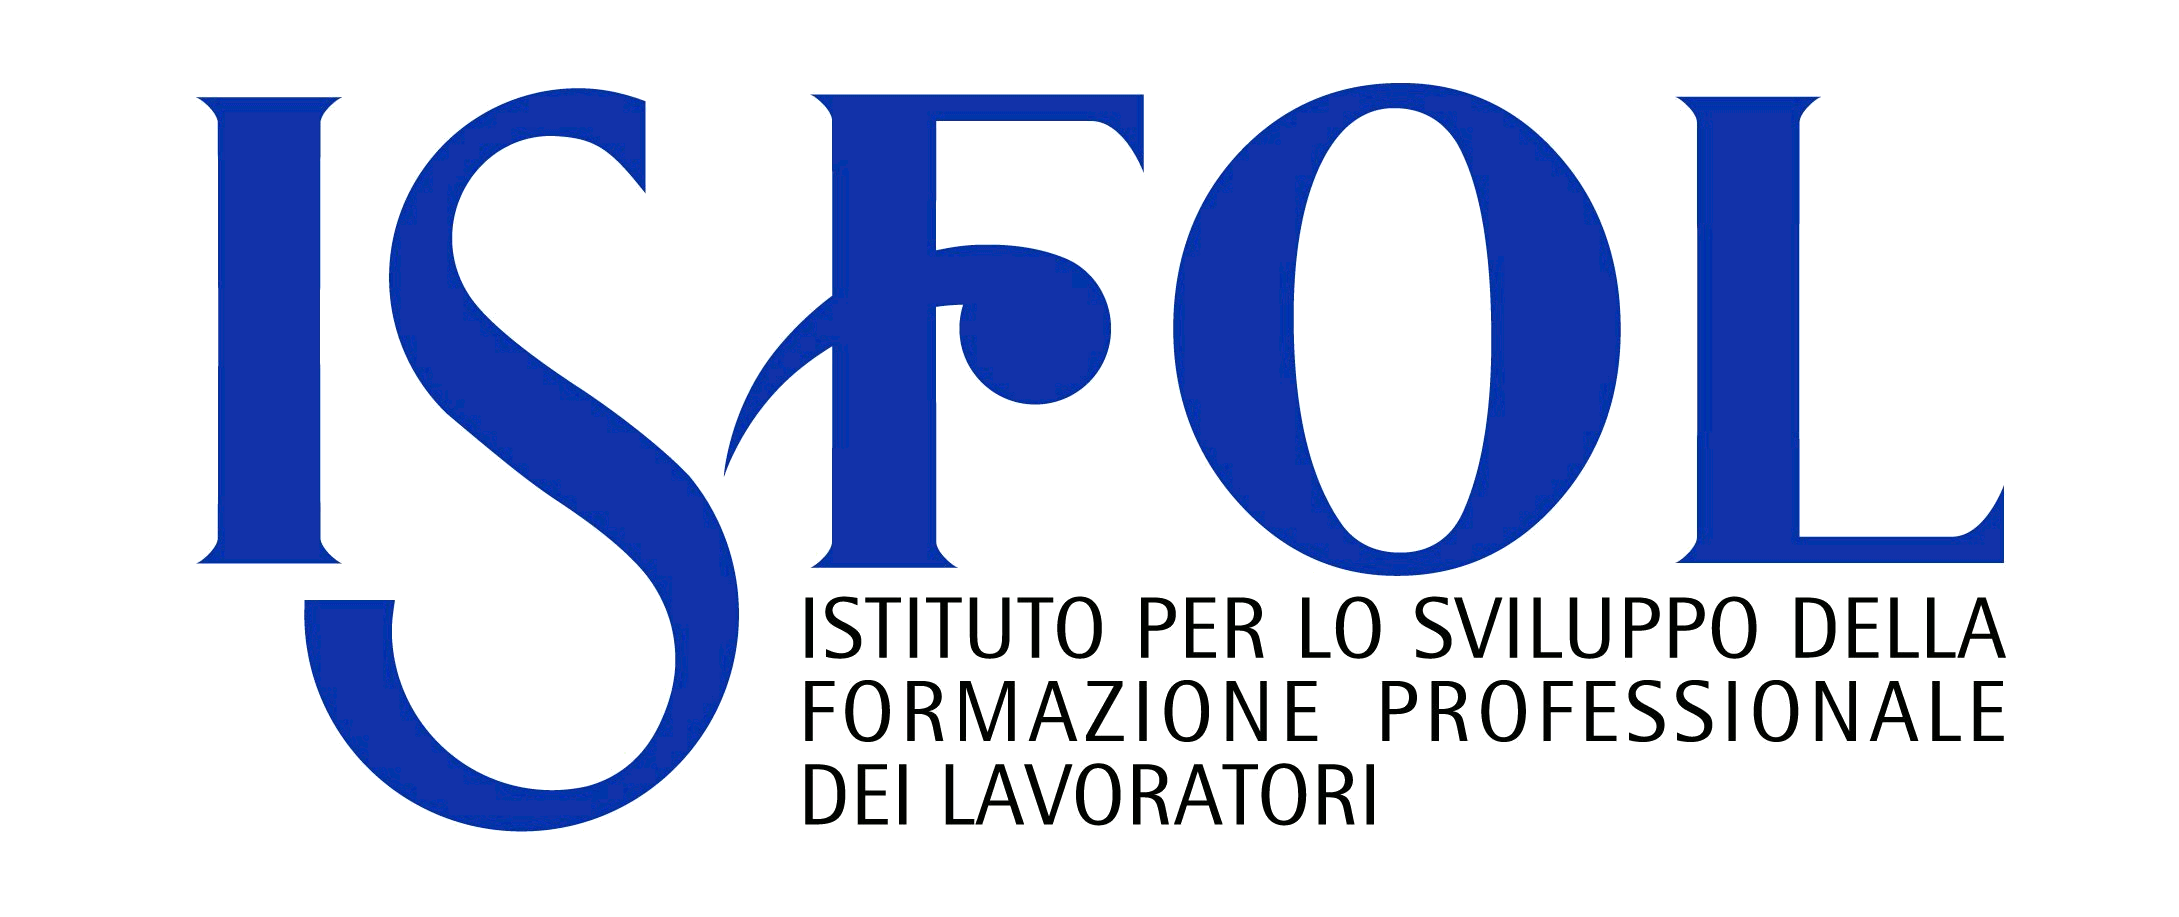 ISFOL
ISTITUTO PER LO SVILUPPO DELLA
FORMAZIONE PROFESSIONALE
DEI LAVORATORI